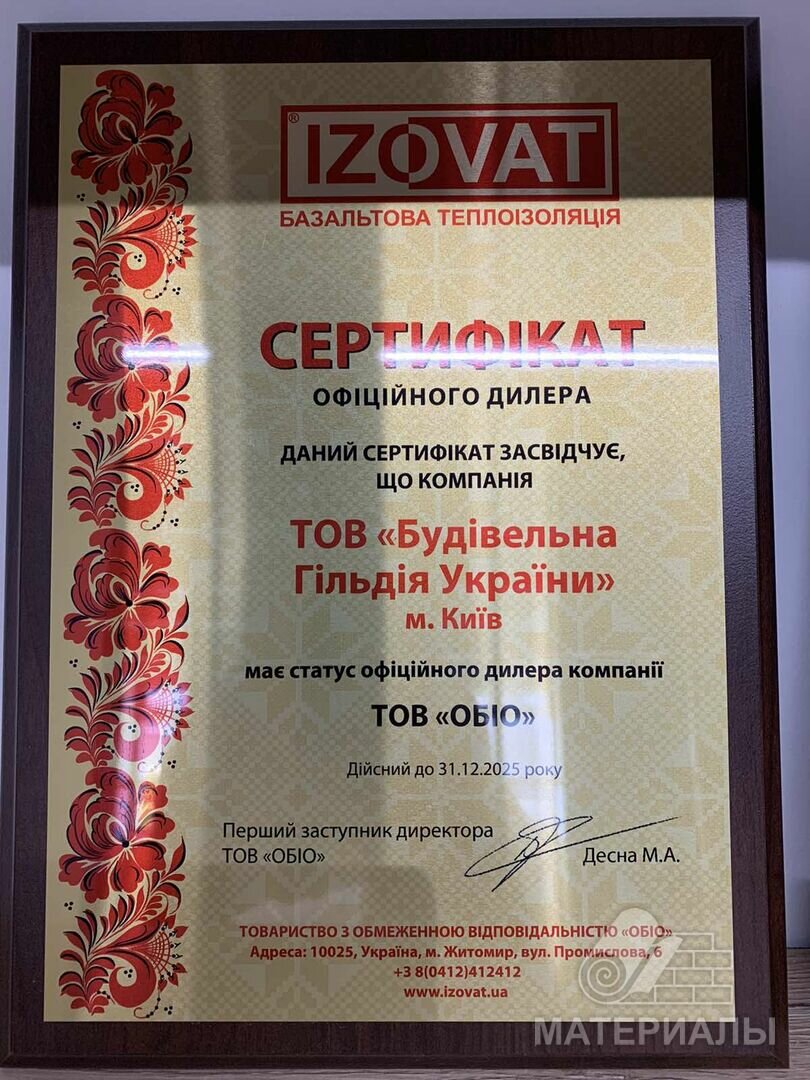 ® IZOVAT
БАЗАЛЬТОВА ТЕПЛОІЗОЛЯЦІЯ
СЕРТИФІКАТ
ОФІЦІЙНОГО ДИЛЕРА
ДАНИЙ СЕРТИФІКАТ ЗАСВІДЧУЄ,
ЩО КОМПАНІЯ
ТОВ «Будівельна
Гільдія України»
м. Київ
має статус офіційного дилера компанії
ТОВ «ОБІО»
Дійсний до 31.12.2025 року
Перший заступник директора
ТОВ «ОБІО»
Десна М.А.
ТОВАРИСТВО З ОБМЕЖЕННОЮ ВІДПОВІДАЛЬНІСТЮ «ОБІО»
Адреса: 10025, Україна, м. Житомир, вул. Промислова, 6
+3 8(0412)412412
www.izovat.ua
МАТЕРИАЛЫ